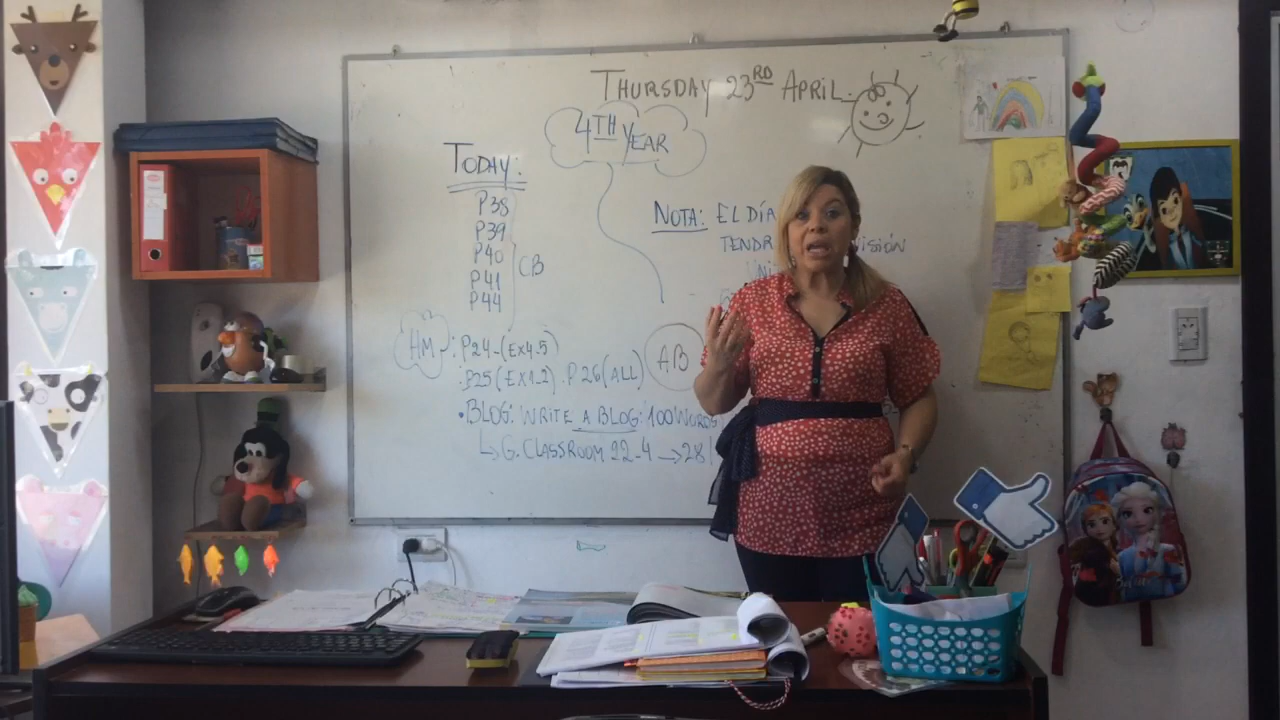 THURSDAY 23RD APRIL
4TH YEAR
TODAY:
P38
P39
P40
P41
P44
CB
NOTA: EL DÍA
TENDR
HM: P24-(EX4.5)
P25(EX1-2). P26(ALL)
AB
• BLOG: WRITE A BLOG: 100 WORDS
G. CLASSROOM 22-4 → 28